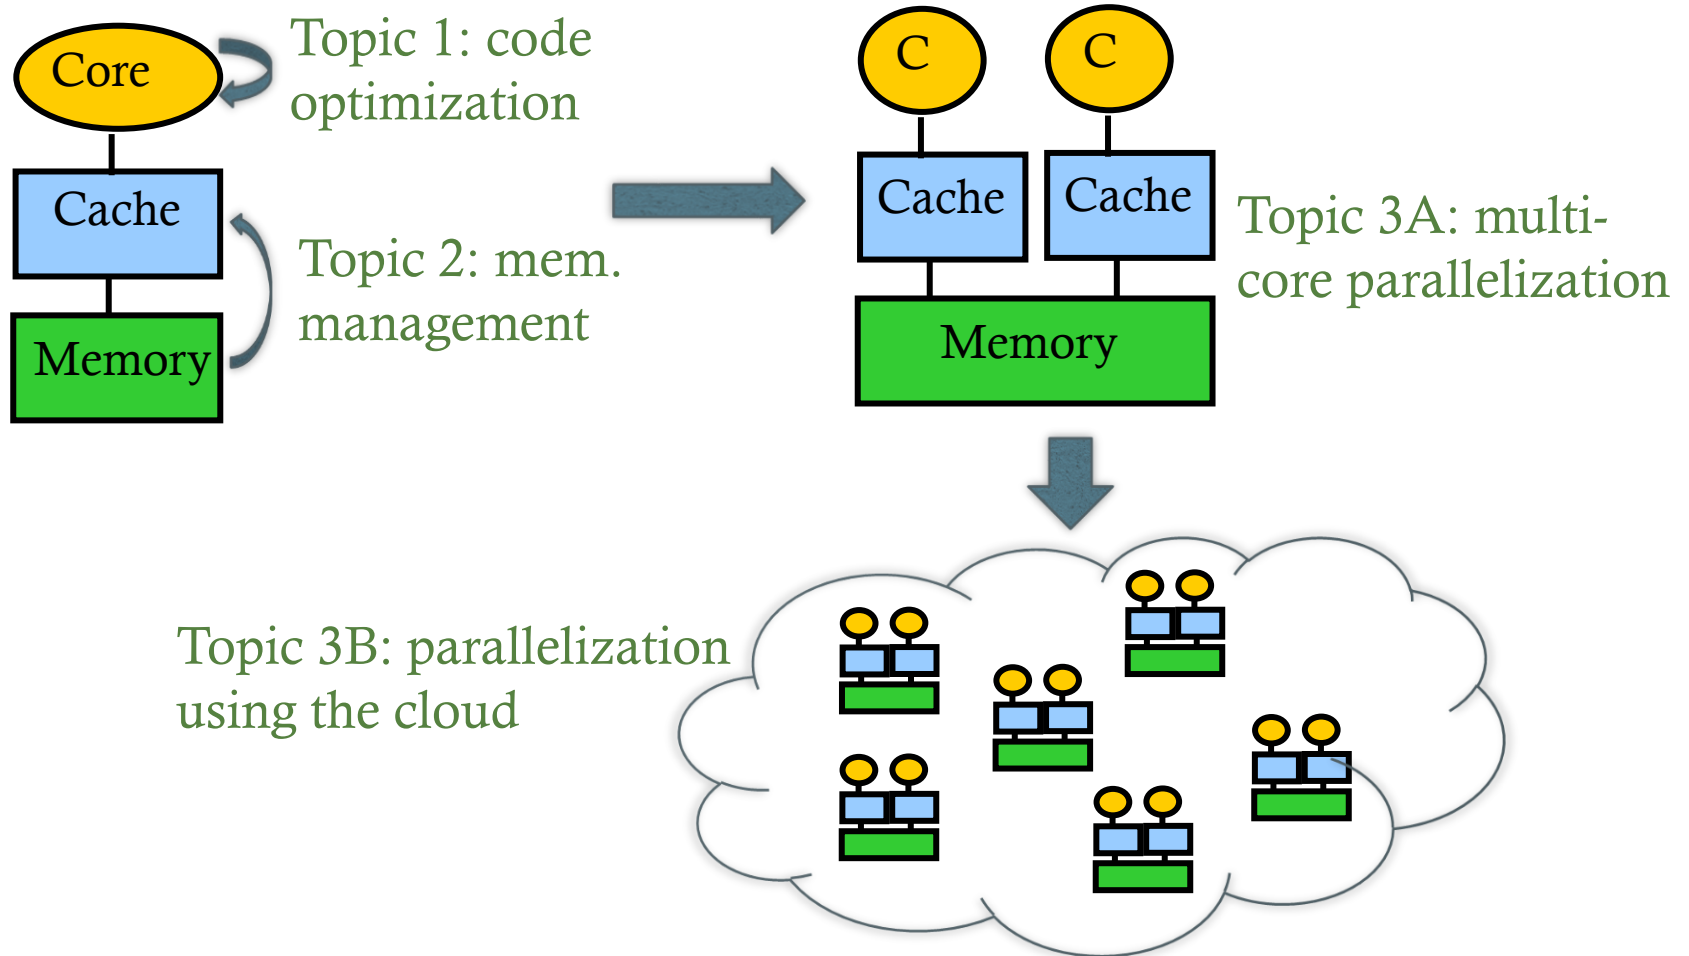 Core
Topic 1: code
optimization
Cache
Topic 2: mem.
management
Memory
C
C
Cache
Cache
Topic 3A: multi-
core parallelization
Memory
Topic 3B: parallelization
using the cloud